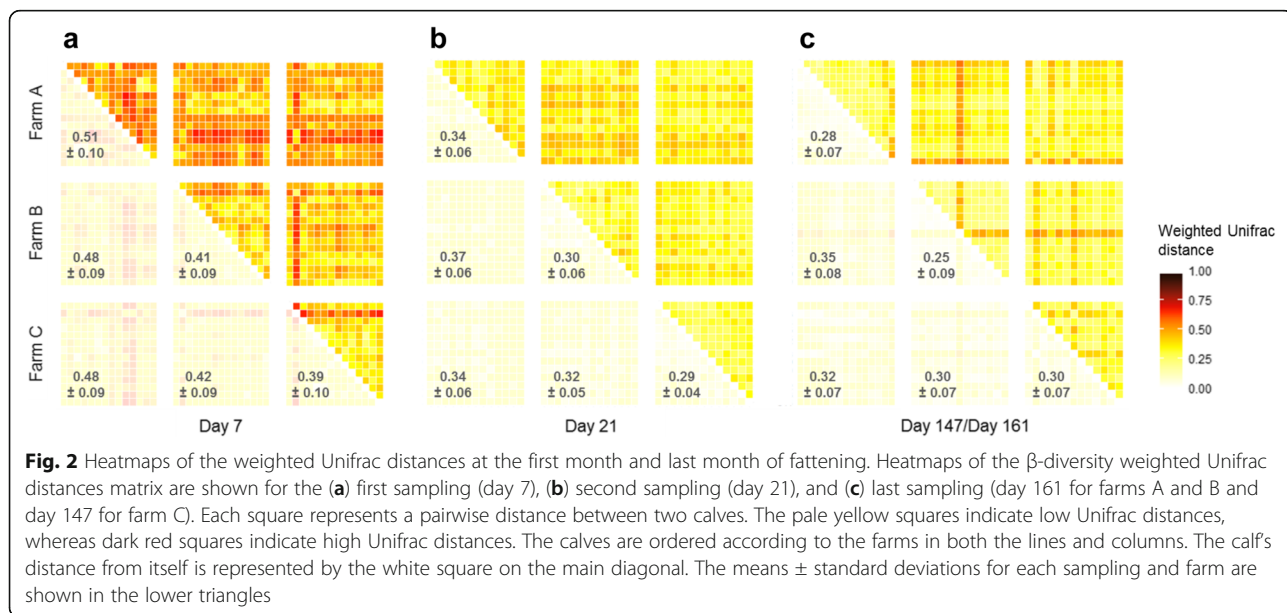 a b c
Farm A
0.51
± 0.10
0.34
± 0.06
0.28
± 0.07
Farm B
0.48
± 0.09
0.41
± 0.09
0.37
± 0.06
0.30
± 0.06
0.35
± 0.08
0.25
± 0.09
Farm C
0.48
± 0.09
0.42
± 0.09
0.39
± 0.10
0.34
± 0.06
0.32
± 0.05
0.29
± 0.04
0.32
± 0.07
0.30
± 0.07
0.30
± 0.07
Weighted Unifrac
distance
1.00
0.75
0.50
0.25
0.00
Day 7
Day 21
Day 147/Day 161
Fig. 2 Heatmaps of the weighted Unifrac distances at the first month and last month of fattening. Heatmaps of the β-diversity weighted Unifrac
distances matrix are shown for the (a) first sampling (day 7), (b) second sampling (day 21), and (c) last sampling (day 161 for farms A and B and
day 147 for farm C). Each square represents a pairwise distance between two calves. The pale yellow squares indicate low Unifrac distances,
whereas dark red squares indicate high Unifrac distances. The calves are ordered according to the farms in both the lines and columns. The calf's
distance from itself is represented by the white square on the main diagonal. The means ± standard deviations for each sampling and farm are
shown in the lower triangles